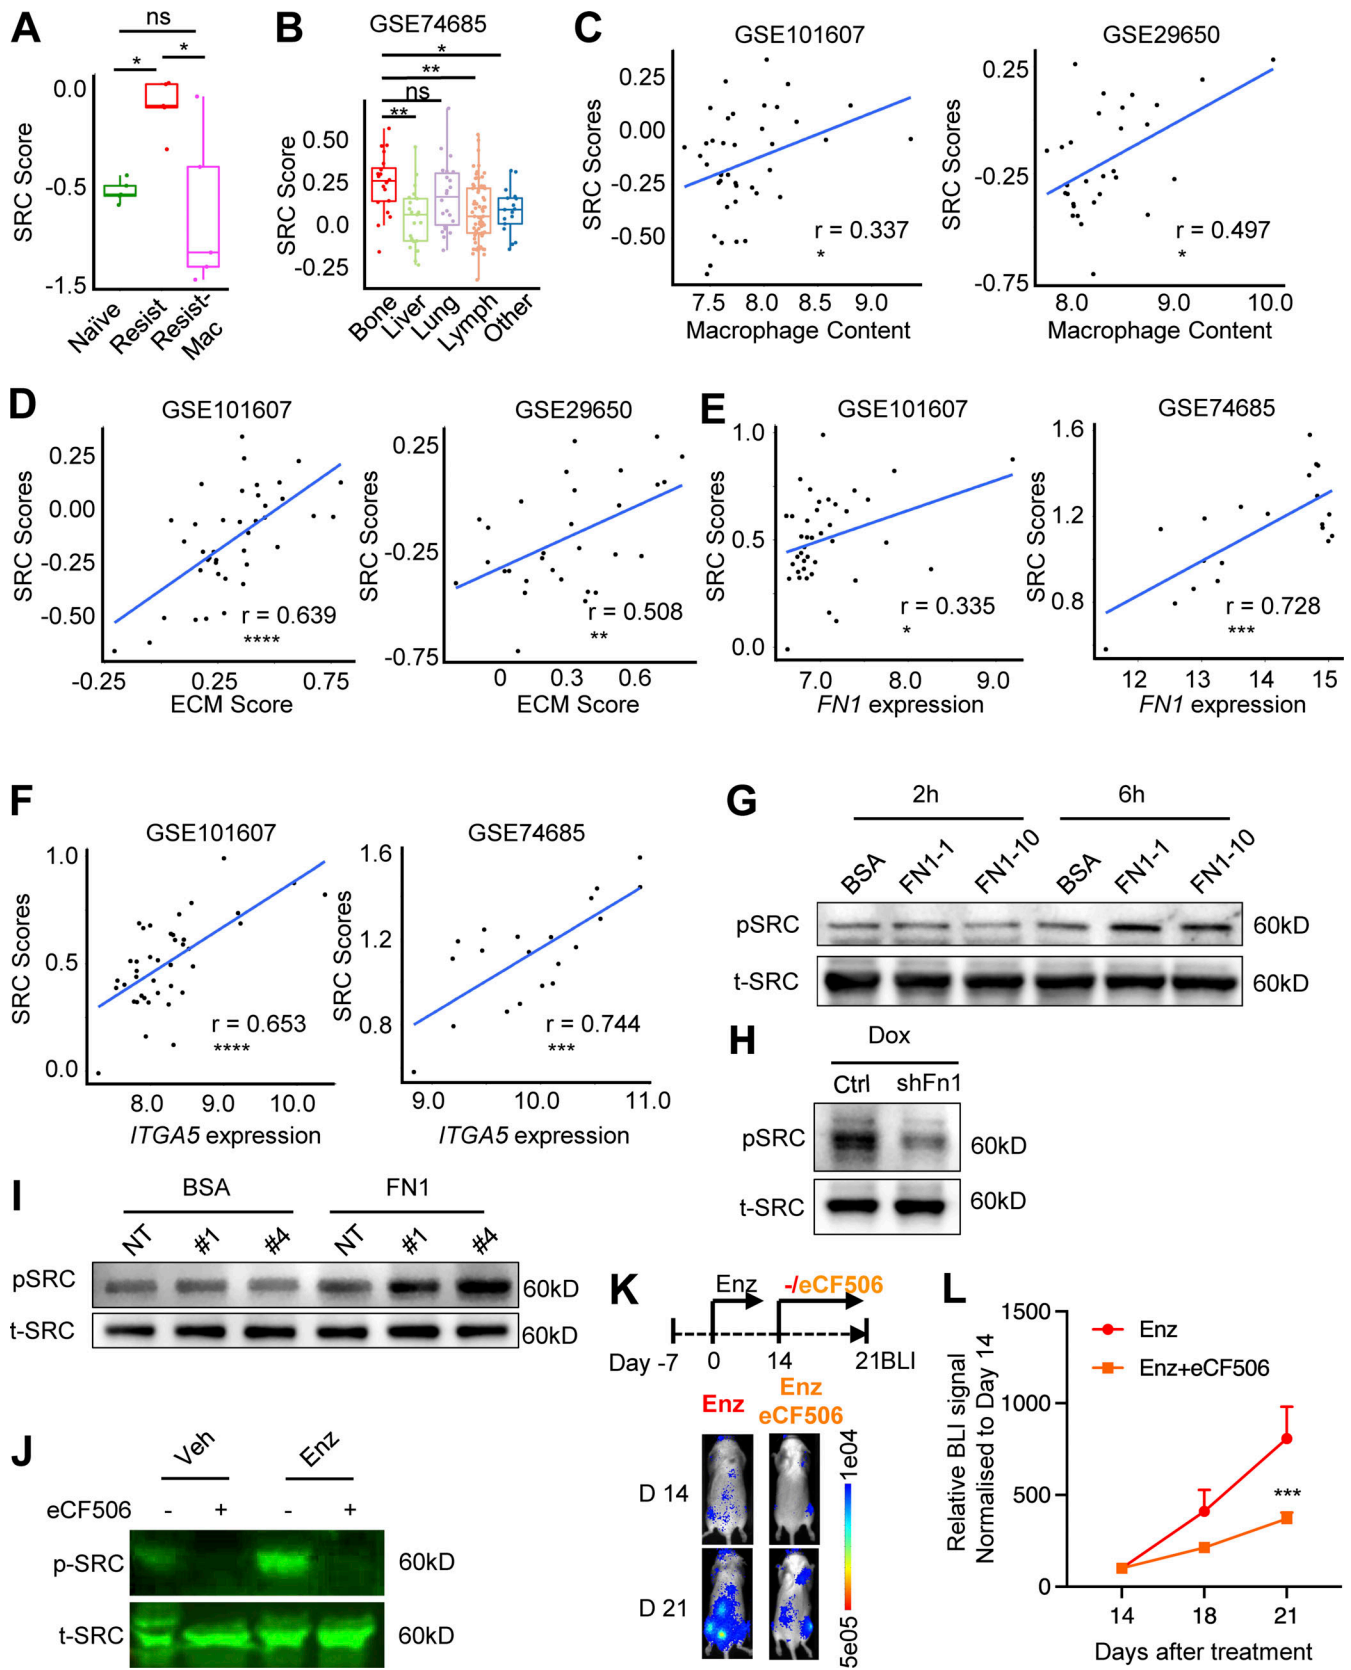 A
ns
*
*
SRC Score
0.0
-0.5
-1.5
Naïve
Resist
Resist-
Mac
B
GSE74685
*
**
ns
**
SRC Score
0.50
0.25
0.0
-0.25
Bone
Liver
Lung
Lymph
Other
C
GSE101607
SRC Scores
0.25
0.00
-0.25
-0.50
r = 0.337
*
7.5 8.0 8.5 9.0
Macrophage Content
GSE29650
SRC Scores
0.25
-0.25
-0.75
r = 0.497
*
8.0 9.0 10.0
Macrophage Content
D
GSE101607
SRC Scores
0.25
0.00
-0.25
-0.50
r = 0.639
****
-0.25 0.25 0.75
ECM Score
GSE29650
SRC Scores
0.25
-0.25
-0.75
r = 0.508
**
0 0.3 0.6
ECM Score
E
GSE101607
SRC Scores
1.0
0.5
0.0
r = 0.335
*
7.0 8.0 9.0
FN1 expression
GSE74685
SRC Scores
1.6
1.2
0.8
r = 0.728
***
12 13 14 15
FN1 expression
F
GSE101607
SRC Scores
1.0
0.5
0.0
r = 0.653
****
8.0 9.0 10.0
ITGA5 expression
GSE74685
SRC Scores
1.6
1.2
0.8
r = 0.744
***
9.0 10.0 11.0
ITGA5 expression
G
2h 6h
BSA FN1-1 FN1-10 BSA FN1-1 FN1-10
pSRC 60kD
t-SRC 60kD
H
Dox
Ctrl shFn1
pSRC 60kD
t-SRC 60kD
I
BSA FN1
NT #1 #4 NT #1 #4
pSRC 60kD
t-SRC 60kD
J
Veh Enz
eCF506 - + - +
p-SRC 60kD
t-SRC 60kD
K
Enz -/eCF506
Day -7 0 14 21BLI
Enz Enz
eCF506
D 14
D 21
1e04
5e05
L
Relative BLI signal
Normalised to Day 14
1500
1000
500
0
Enz
Enz+eCF506
***
14 18 21
Days after treatment